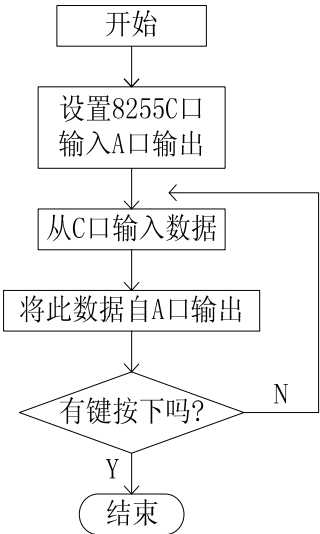 开始
设置8255C口
输入A口输出
从C口输入数据
将此数据自A口输出
有键按下吗?
N
Y
结束